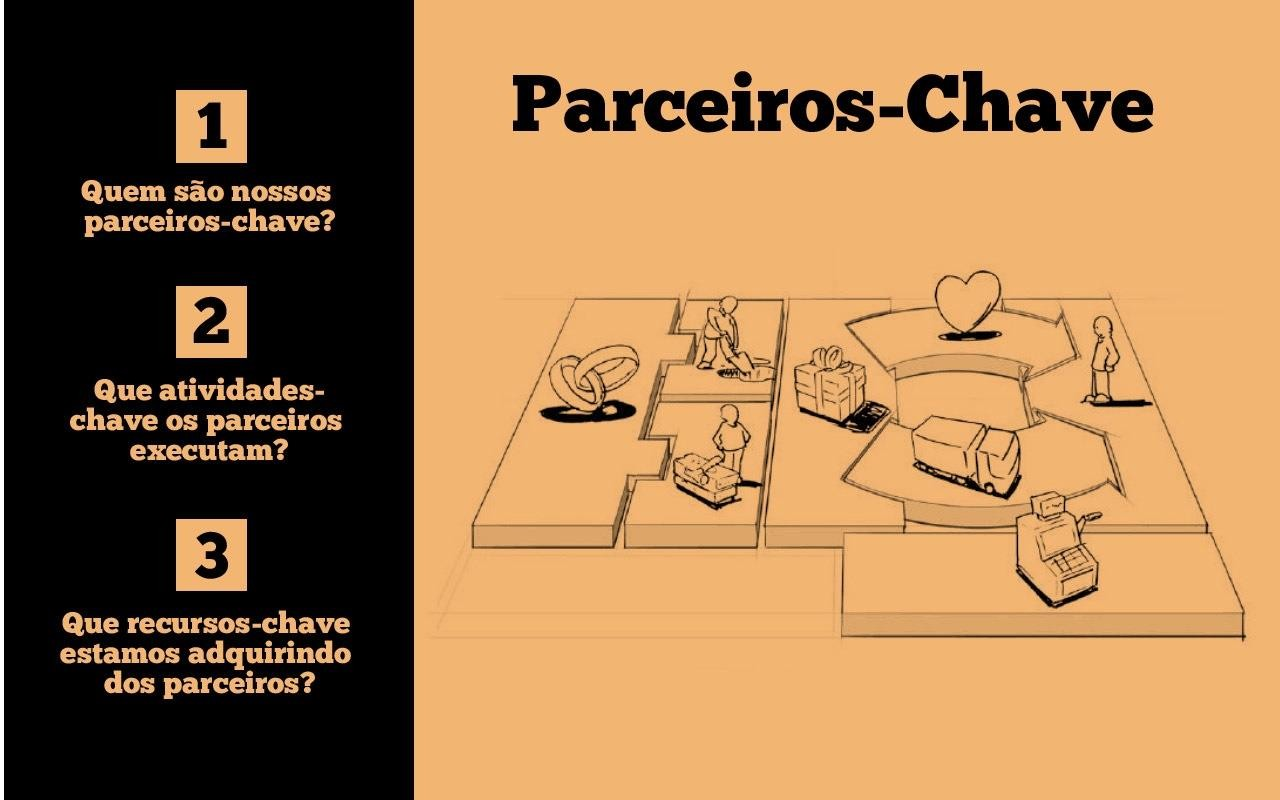 Parceiros-Chave
1
Quem são nossos
parceiros-chave?
2
Que atividades-
chave os parceiros
executam?
3
Que recursos-chave
estamos adquirindo
dos parceiros?